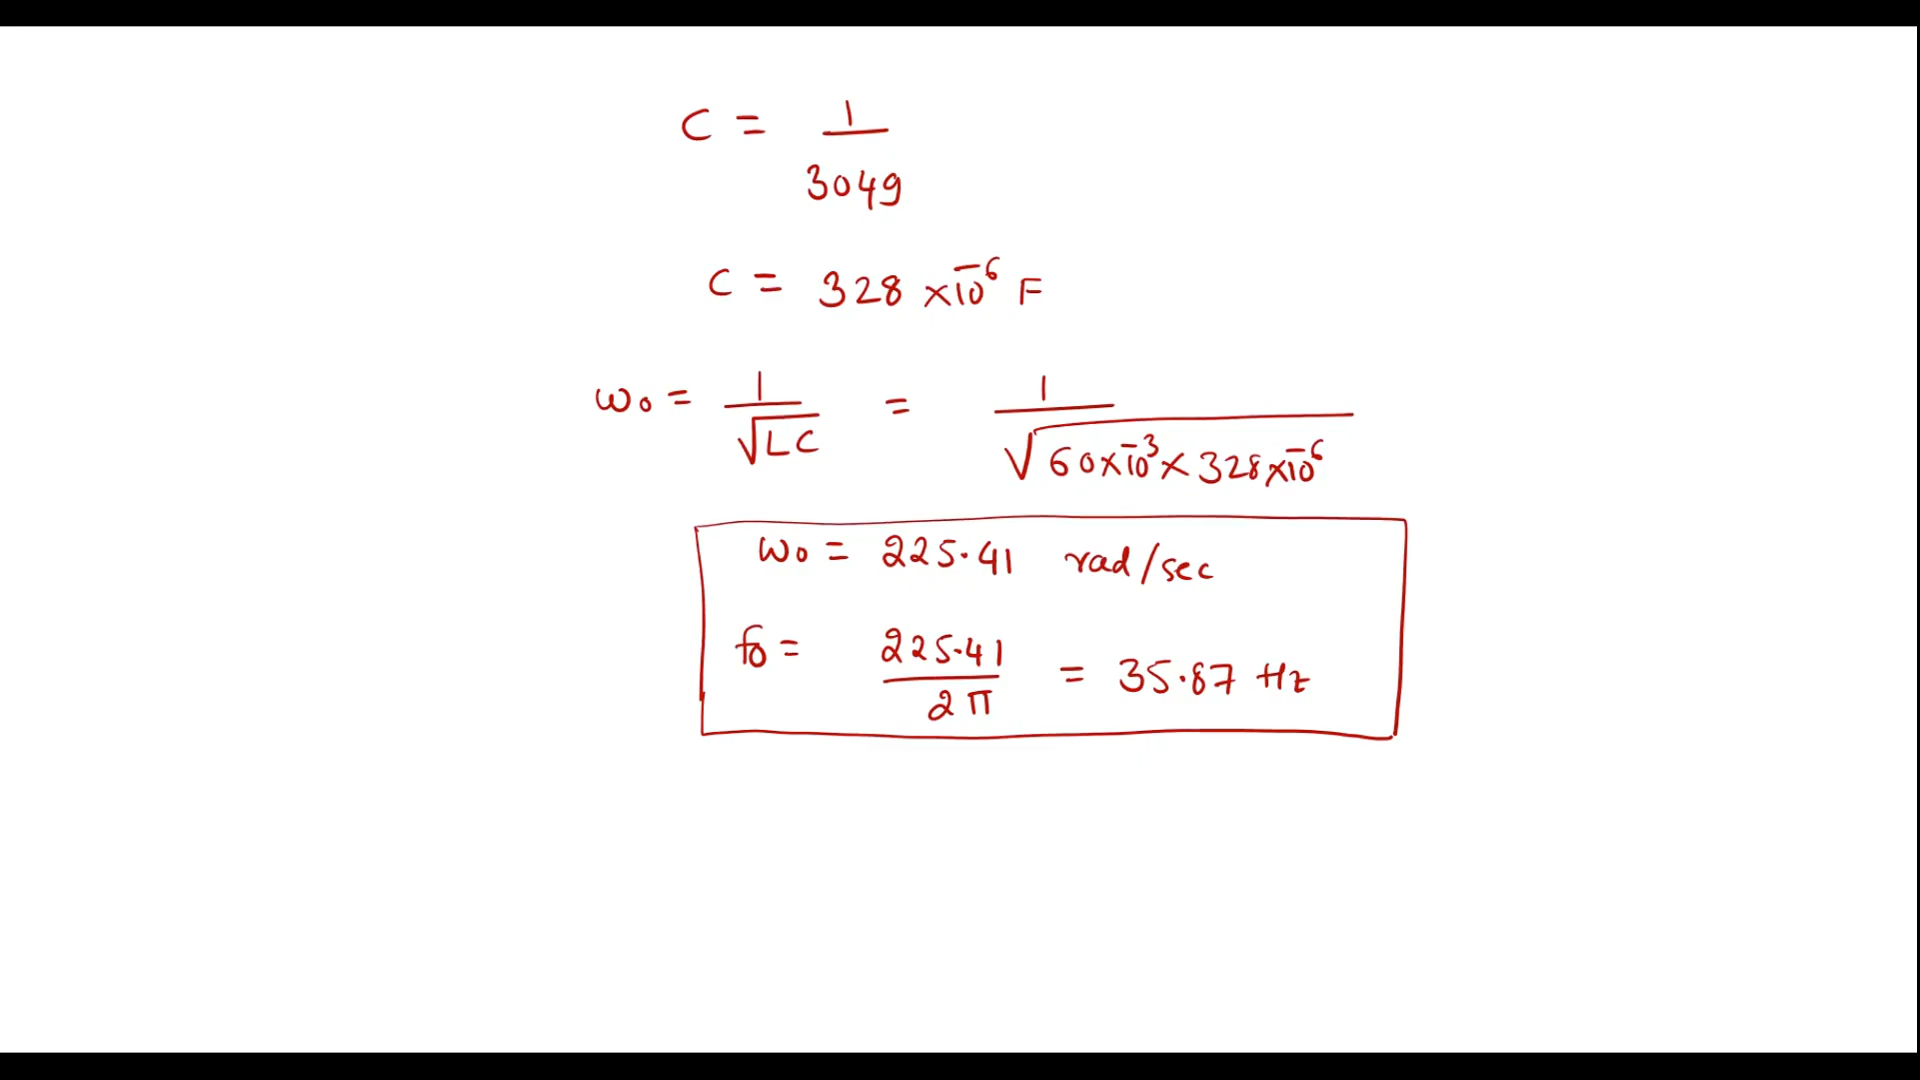 C = 1/3049
C = 328 × 10⁻⁶ F
ω₀ = 1/√LC = 1/√60×10⁻³×328×10⁻⁶
ω₀ = 225.41 rad/sec
f₀ = 225.41/2π = 35.87 Hz